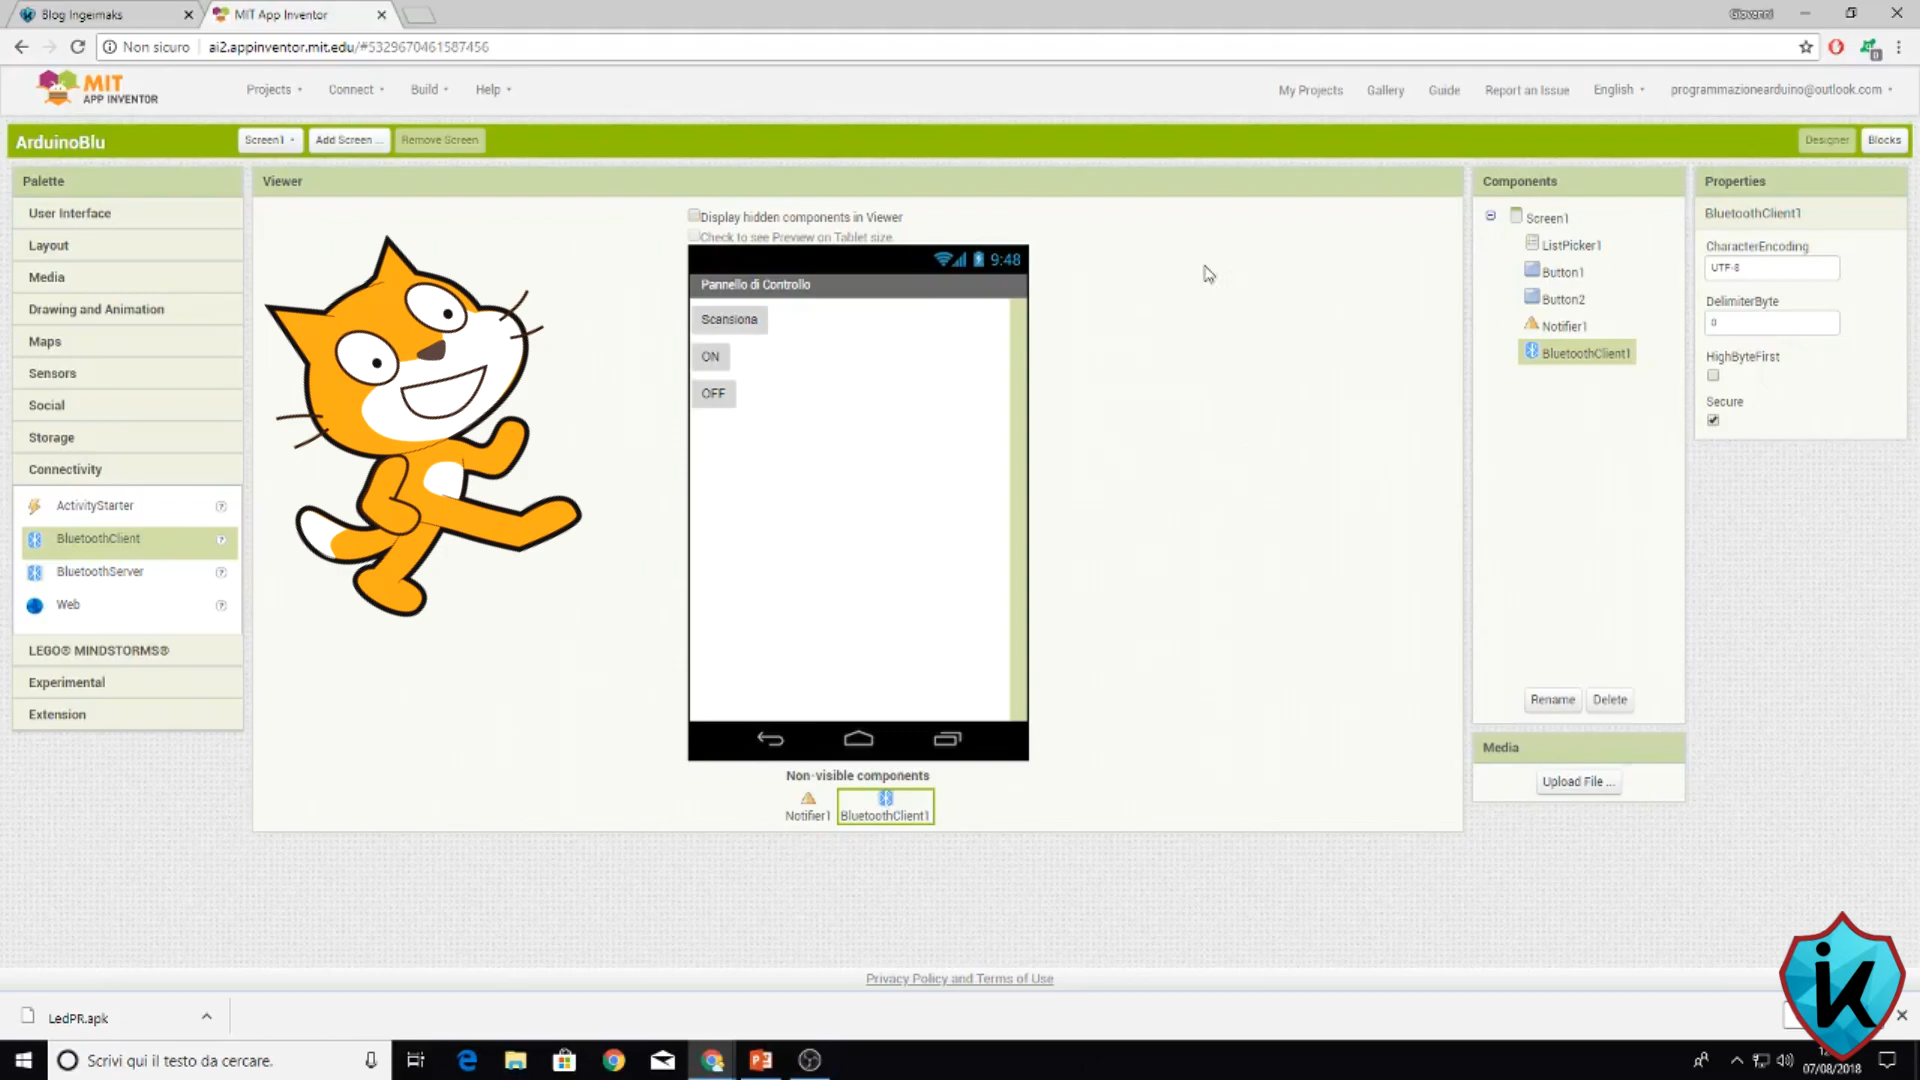 Blog Ingeimaks
MIT App Inventor
Giovanni
Non sicuro
ai2.appinventor.mit.edu/#5329670461587456
MIT
APP INVENTOR
Projects
Connect
Build
Help
My Projects
Gallery
Guide
Report an Issue
English
programmazionearduino@outlook.com
ArduinoBlu
Screen1
Add Screen ...
Remove Screen
Designer
Blocks
Palette
User Interface
Layout
Media
Drawing and Animation
Maps
Sensors
Social
Storage
Connectivity
ActivityStarter
BluetoothClient
BluetoothServer
Web
LEGO® MINDSTORMS®
Experimental
Extension
Viewer
Display hidden components in Viewer
Check to see Preview on Tablet size
9:48
Pannello di Controllo
Scansiona
ON
OFF
Non-visible components
Notifier1
BluetoothClient1
Components
Screen1
ListPicker1
Button1
Button2
Notifier1
BluetoothClient1
Rename
Delete
Media
Upload File ...
Properties
BluetoothClient1
CharacterEncoding
UTF-8
DelimiterByte
0
HighByteFirst
Secure
Privacy Policy and Terms of Use
LedPR.apk
iK
Scrivi qui il testo da cercare.
07/08/2018